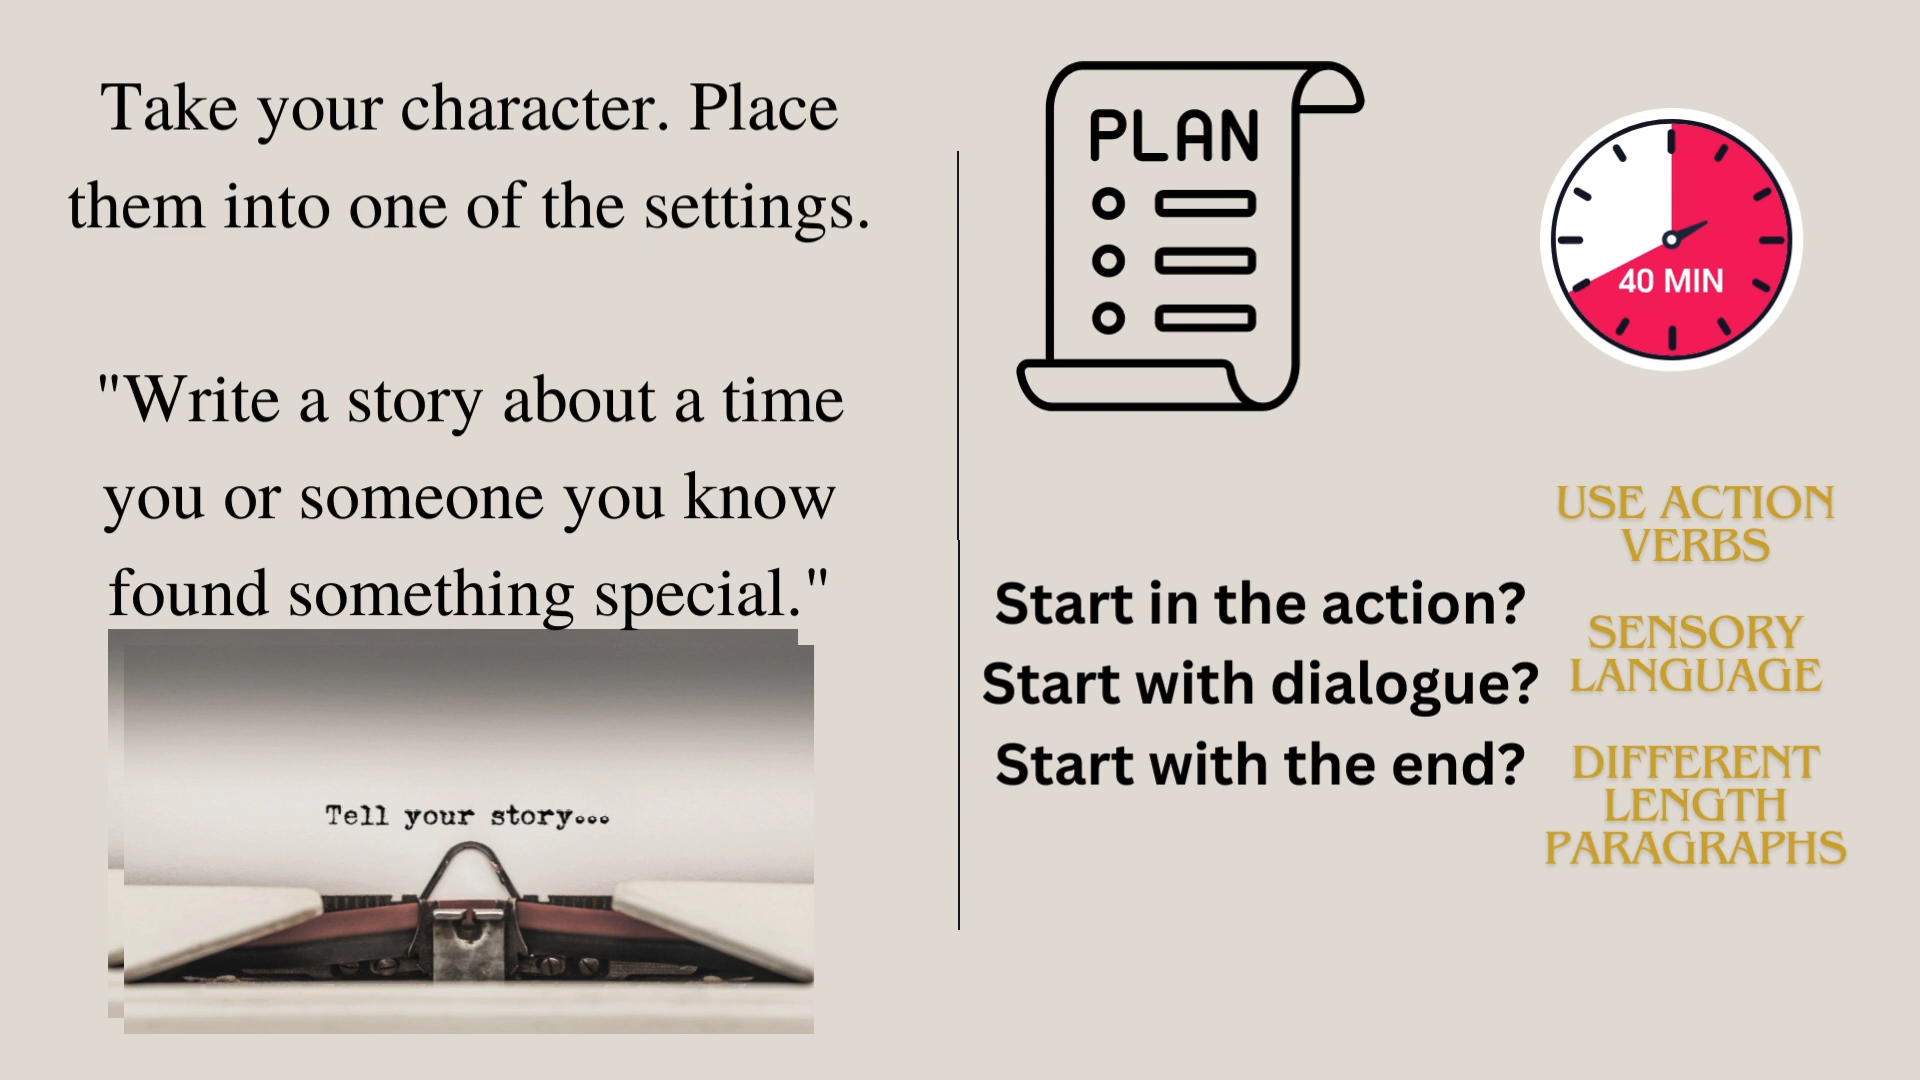 Take your character. Place
them into one of the settings.
"Write a story about a time
you or someone you know
found something special."
Tell your story...
PLAN
40 MIN
Start in the action?
Start with dialogue?
Start with the end?
USE ACTION
VERBS
SENSORY
LANGUAGE
DIFFERENT
LENGTH
PARAGRAPHS